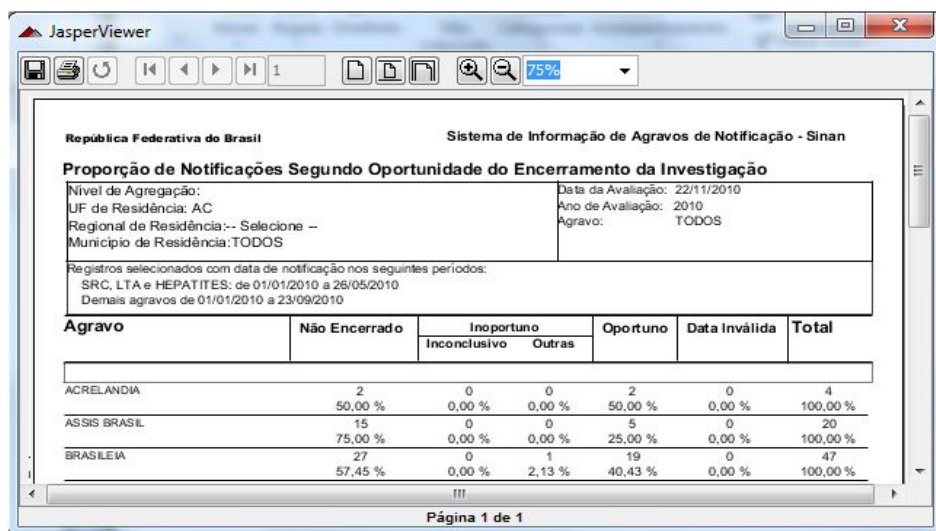 JasperViewer
1
75%
República Federativa do Brasil Sistema de Informação de Agravos de Notificação - Sinan
Proporção de Notificações Segundo Oportunidade do Encerramento da Investigação
Nível de Agregação: Data da Avaliação: 22/11/2010
UF de Residência: AC Ano de Avaliação: 2010
Regional de Residência:-- Selecione -- Agravo: TODOS
Município de Residência:TODOS
Registros selecionados com data de notificação nos seguintes períodos:
SRC, LTA e HEPATITES: de 01/01/2010 a 26/05/2010
Demais agravos de 01/01/2010 a 23/09/2010
Agravo Não Encerrado Inoportuno Oportuno Data Inválida Total
Inconclusivo Outras
ACRELANDIA 2 0 0 2 0 4
50,00 % 0,00 % 0,00 % 50,00 % 0,00 % 100,00 %
ASSIS BRASIL 15 0 0 5 0 20
75,00 % 0,00 % 0,00 % 25,00 % 0,00 % 100,00 %
BRASILEIA 27 0 1 19 0 47
57,45 % 0,00 % 2,13 % 40,43 % 0,00 % 100,00 %
Página 1 de 1